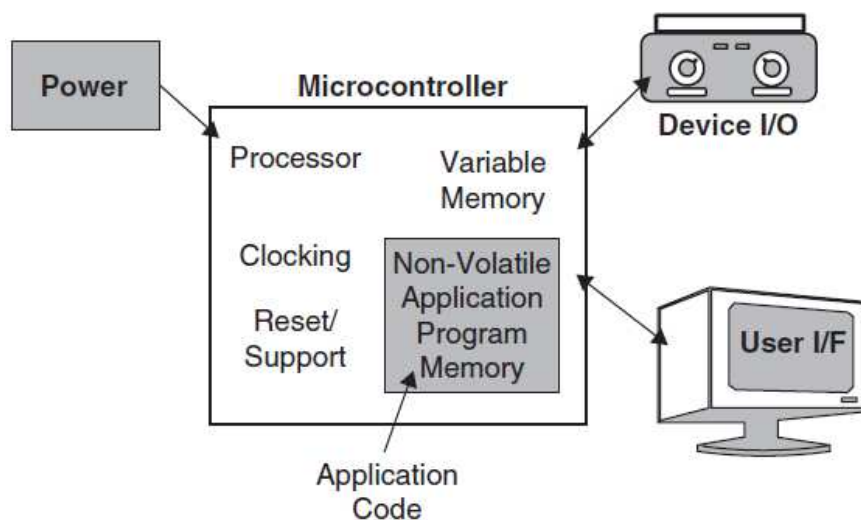 Power
Microcontroller
Device I/O
Processor
Variable
Memory
Clocking
Non-Volatile
Application
Program
Memory
Reset/
Support
User I/F
Application
Code